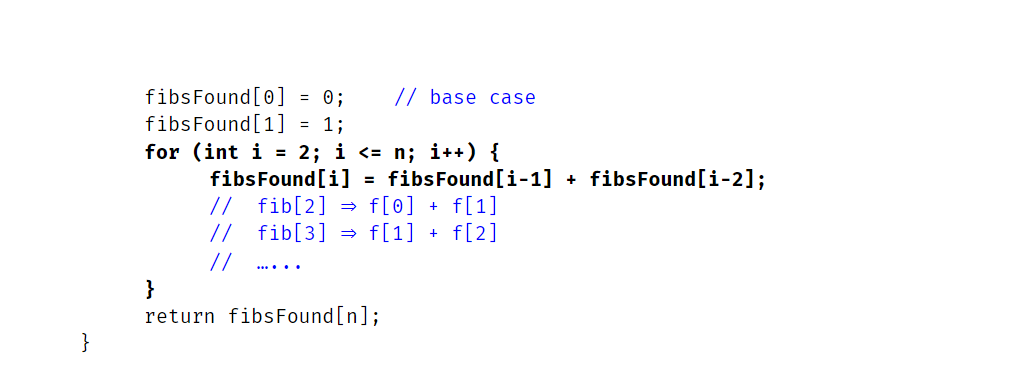 fibsFound[0] = 0;    // base case
fibsFound[1] = 1;
for (int i = 2; i <= n; i++) {
fibsFound[i] = fibsFound[i-1] + fibsFound[i-2];
//  fib[2] ⇒ f[0] + f[1]
//  fib[3] ⇒ f[1] + f[2]
//  …...
}
return fibsFound[n];
}